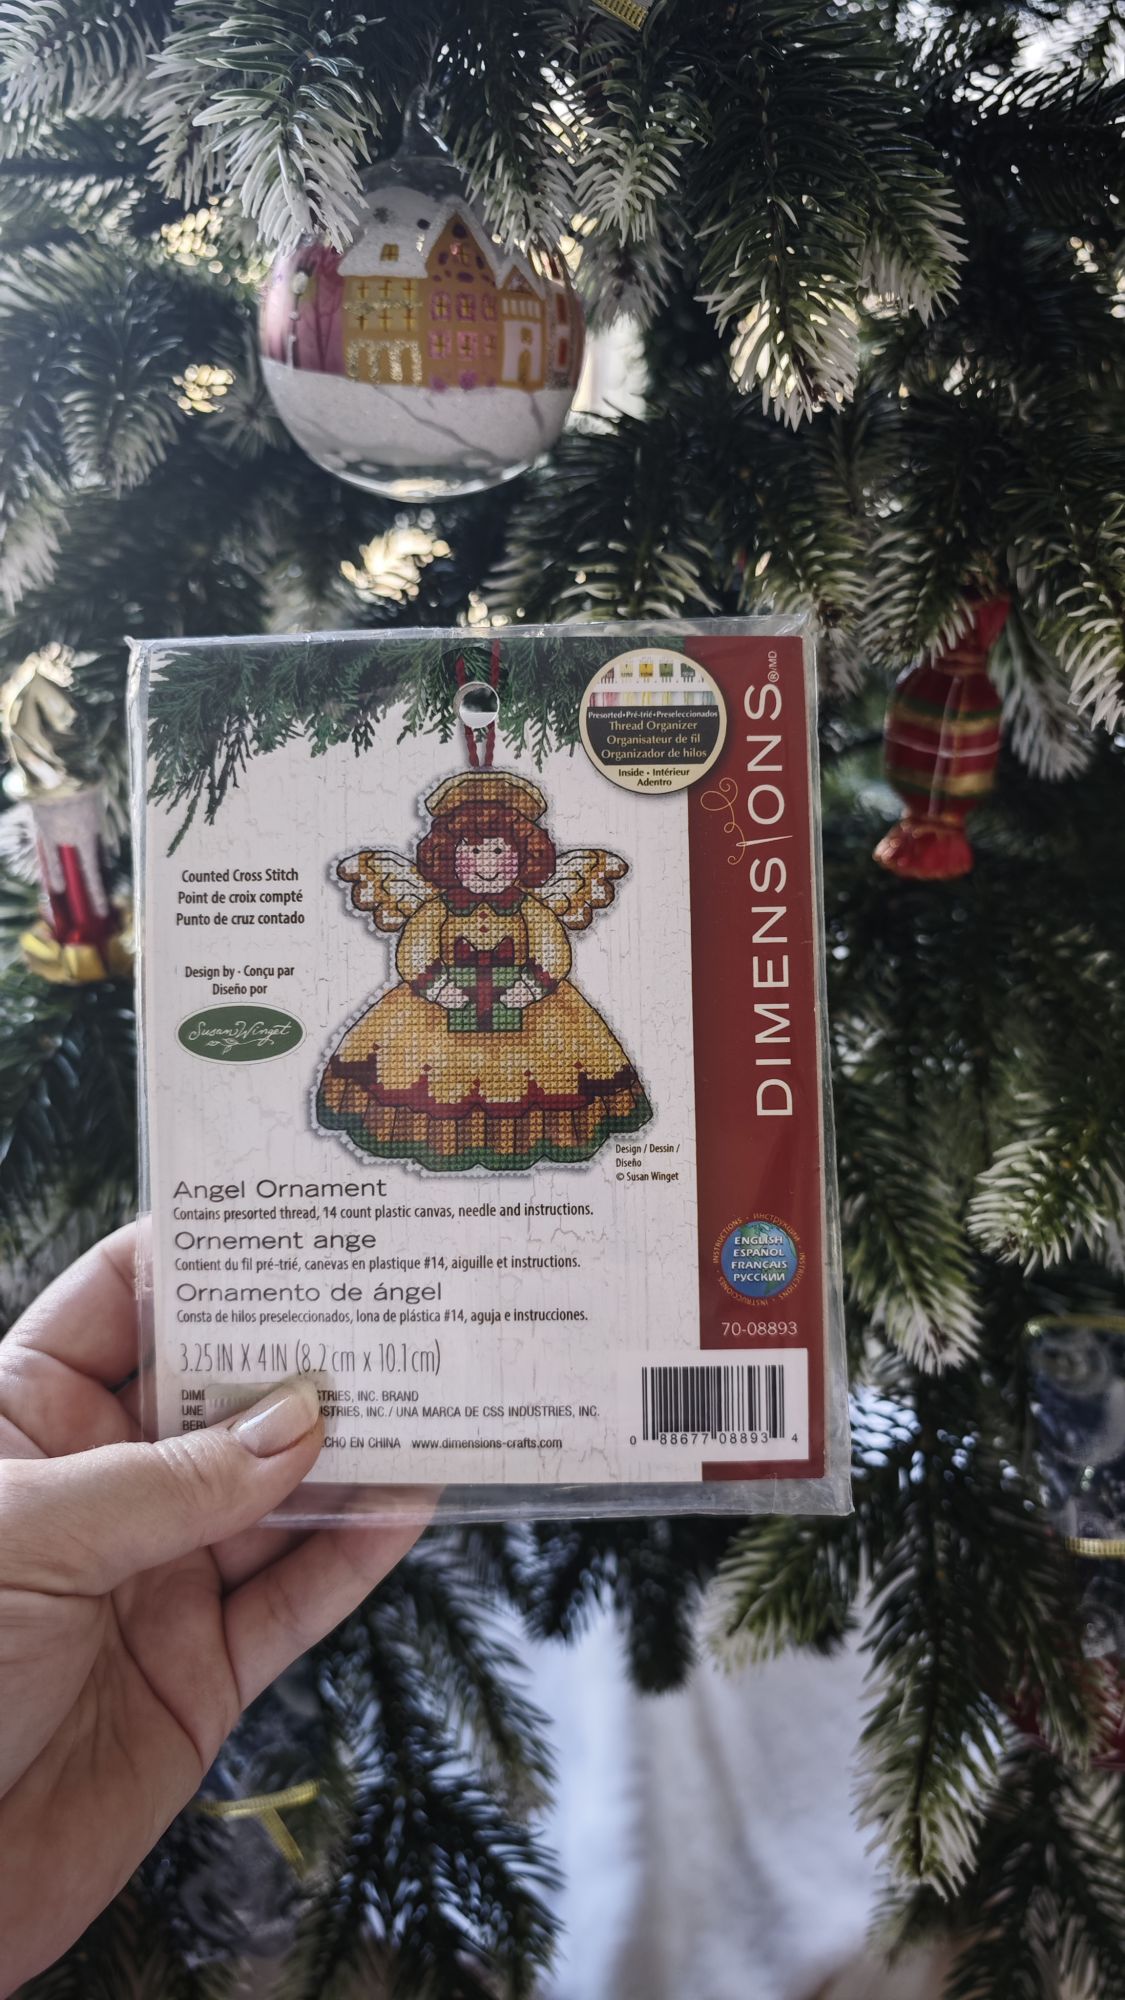 Presorted•Pré-trié•Preseleccionados
Thread Organizer
Organisateur de fil
Organizador de hilos
Inside • Intérieur
Adentro
DIMENSIONS®/MD
Counted Cross Stitch
Point de croix compté
Punto de cruz contado
Design by - Conçu par
Diseño por
Susan Winget
Design / Dessin /
Diseño
© Susan Winget
Angel Ornament
Contains presorted thread, 14 count plastic canvas, needle and instructions.
Ornement ange
Contient du fil pré-trié, canevas en plastique #14, aiguille et instructions.
Ornamento de ángel
Consta de hilos preseleccionados, lona de plástica #14, aguja e instrucciones.
3.25 IN X 4 IN (8.2 cm x 10.1 cm)
INC. BRAND
UNE INC. / UNA MARCA DE CSS INDUSTRIES, INC.
EN CHINA www.dimensions-crafts.com
INSTRUCTIONS • ИНСТРУКЦИИ • INSTRUCTIONS • INSTRUCCIONES •
ENGLISH
ESPAÑOL
FRANÇAIS
РУССКИЙ
70-08893
0 88677 08893 4